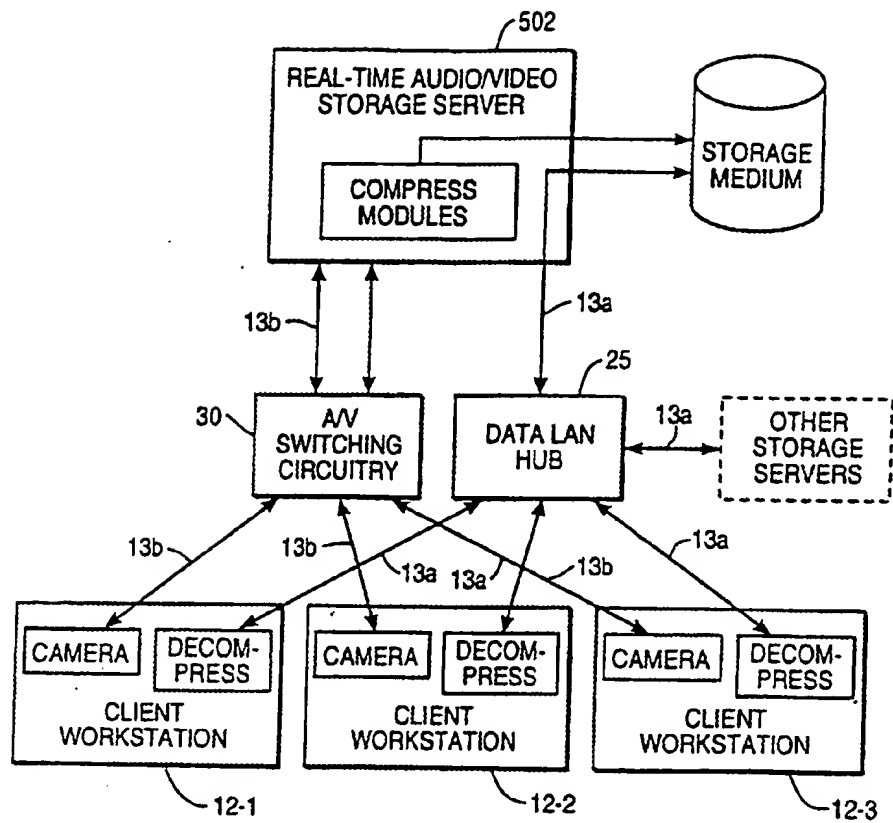 502
REAL-TIME AUDIO/VIDEO
STORAGE SERVER
COMPRESS
MODULES
STORAGE
MEDIUM
13b
13a
25
30
A/V
SWITCHING
CIRCUITRY
DATA LAN
HUB
13a
OTHER
STORAGE
SERVERS
13b
13b
13a
13a
13b
13a
CAMERA
DECOM-
PRESS
CLIENT
WORKSTATION
CAMERA
DECOM-
PRESS
CLIENT
WORKSTATION
CAMERA
DECOM-
PRESS
CLIENT
WORKSTATION
12-1
12-2
12-3